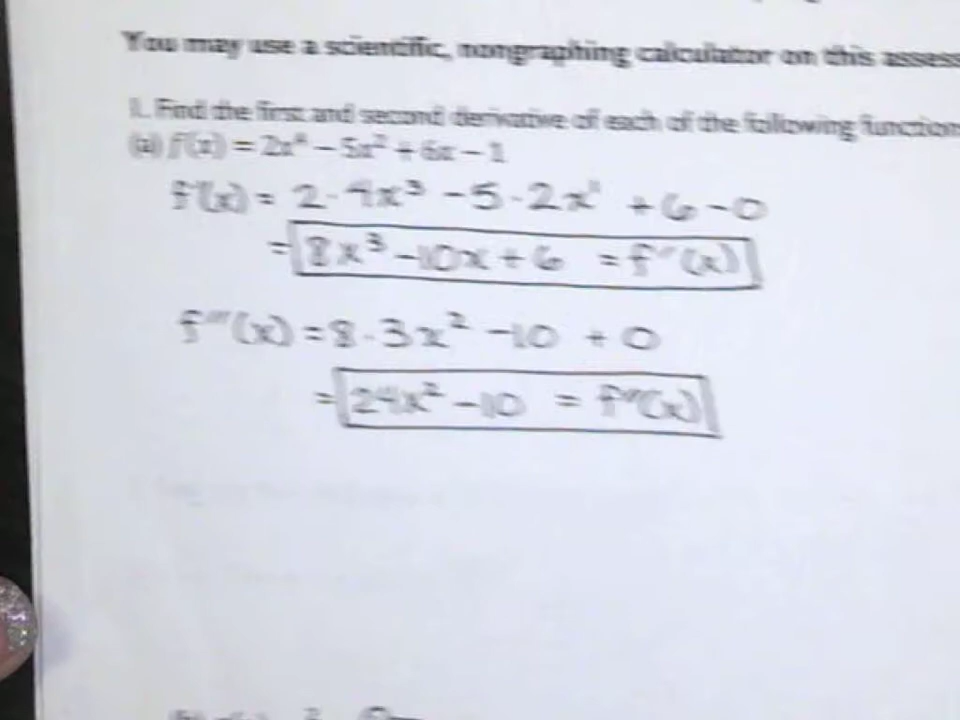 You may use a scientific, nongraphing calculator on this assess
1. Find the first and second derivative of each of the following function
(a) f(x) = 2x⁴ − 5x² + 6x − 1
f'(x) = 2·4x³ − 5·2x¹ + 6 − 0
= 8x³ − 10x + 6 = f'(x)
f''(x) = 8·3x² − 10 + 0
= 24x² − 10 = f''(x)